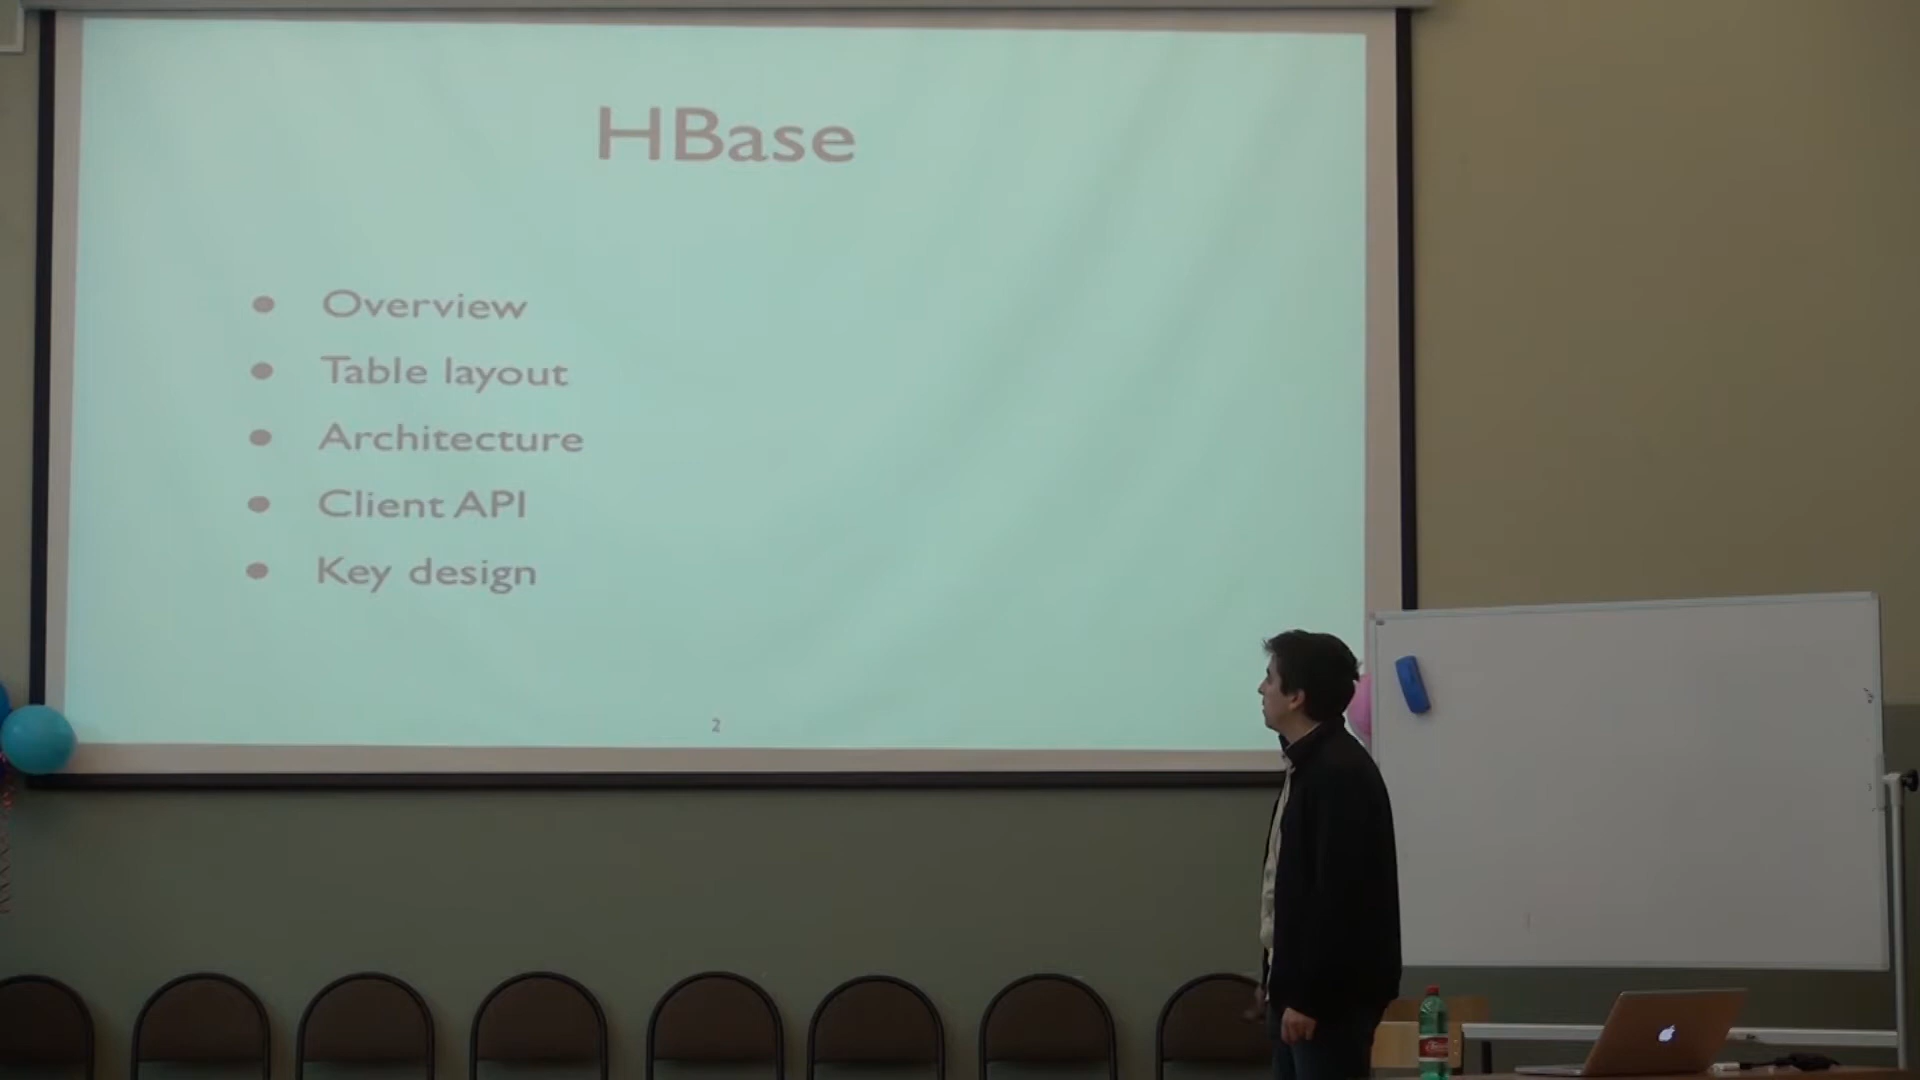 HBase
• Overview
• Table layout
• Architecture
• Client API
• Key design
2